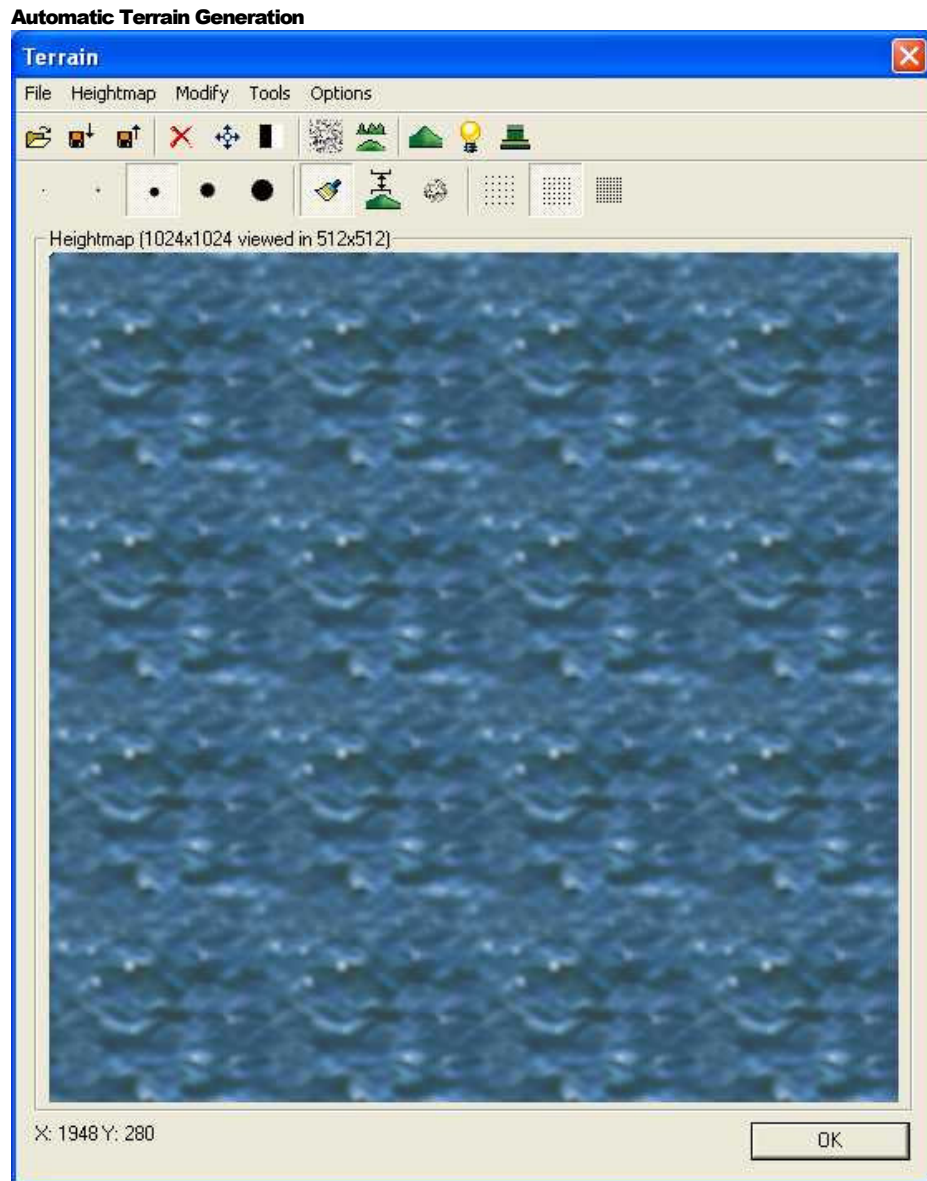 Automatic Terrain Generation
Terrain
File Heightmap Modify Tools Options
Heightmap (1024x1024 viewed in 512x512)
X: 1948 Y: 280
OK